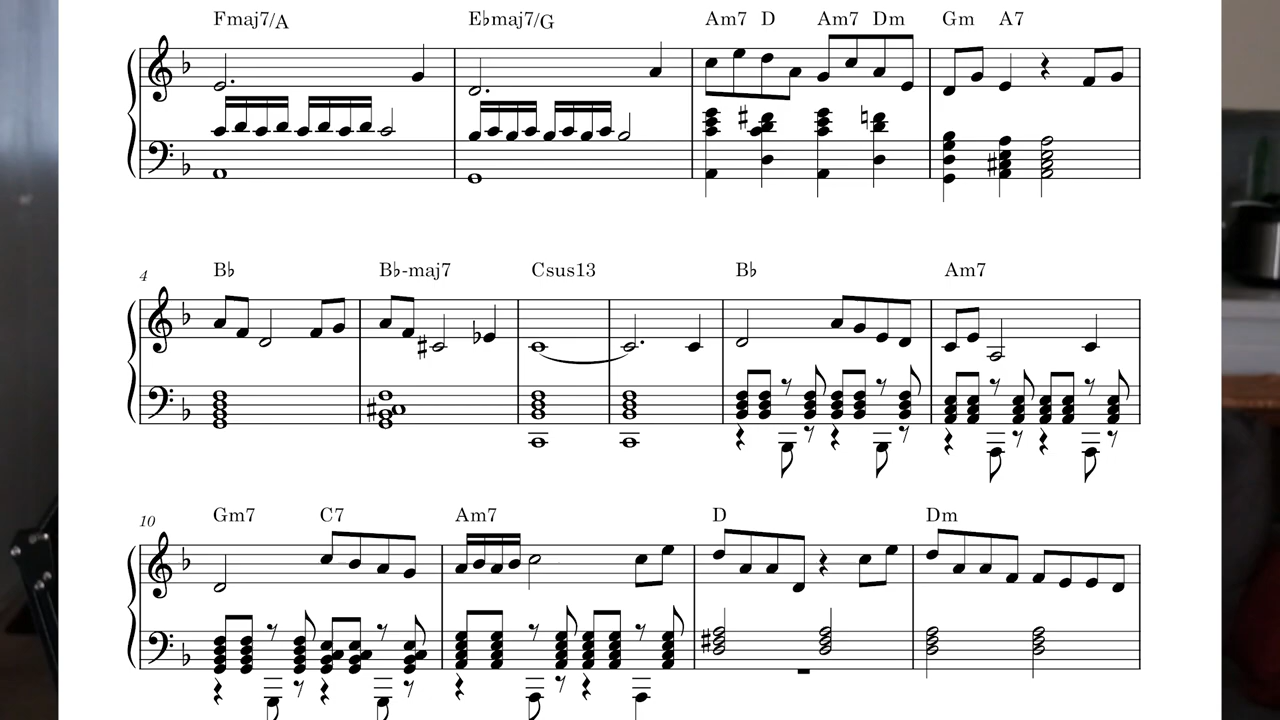 Fmaj7/A E♭maj7/G Am7 D Am7 Dm Gm A7
4 B♭ B♭-maj7 Csus13 B♭ Am7
10 Gm7 C7 Am7 D Dm